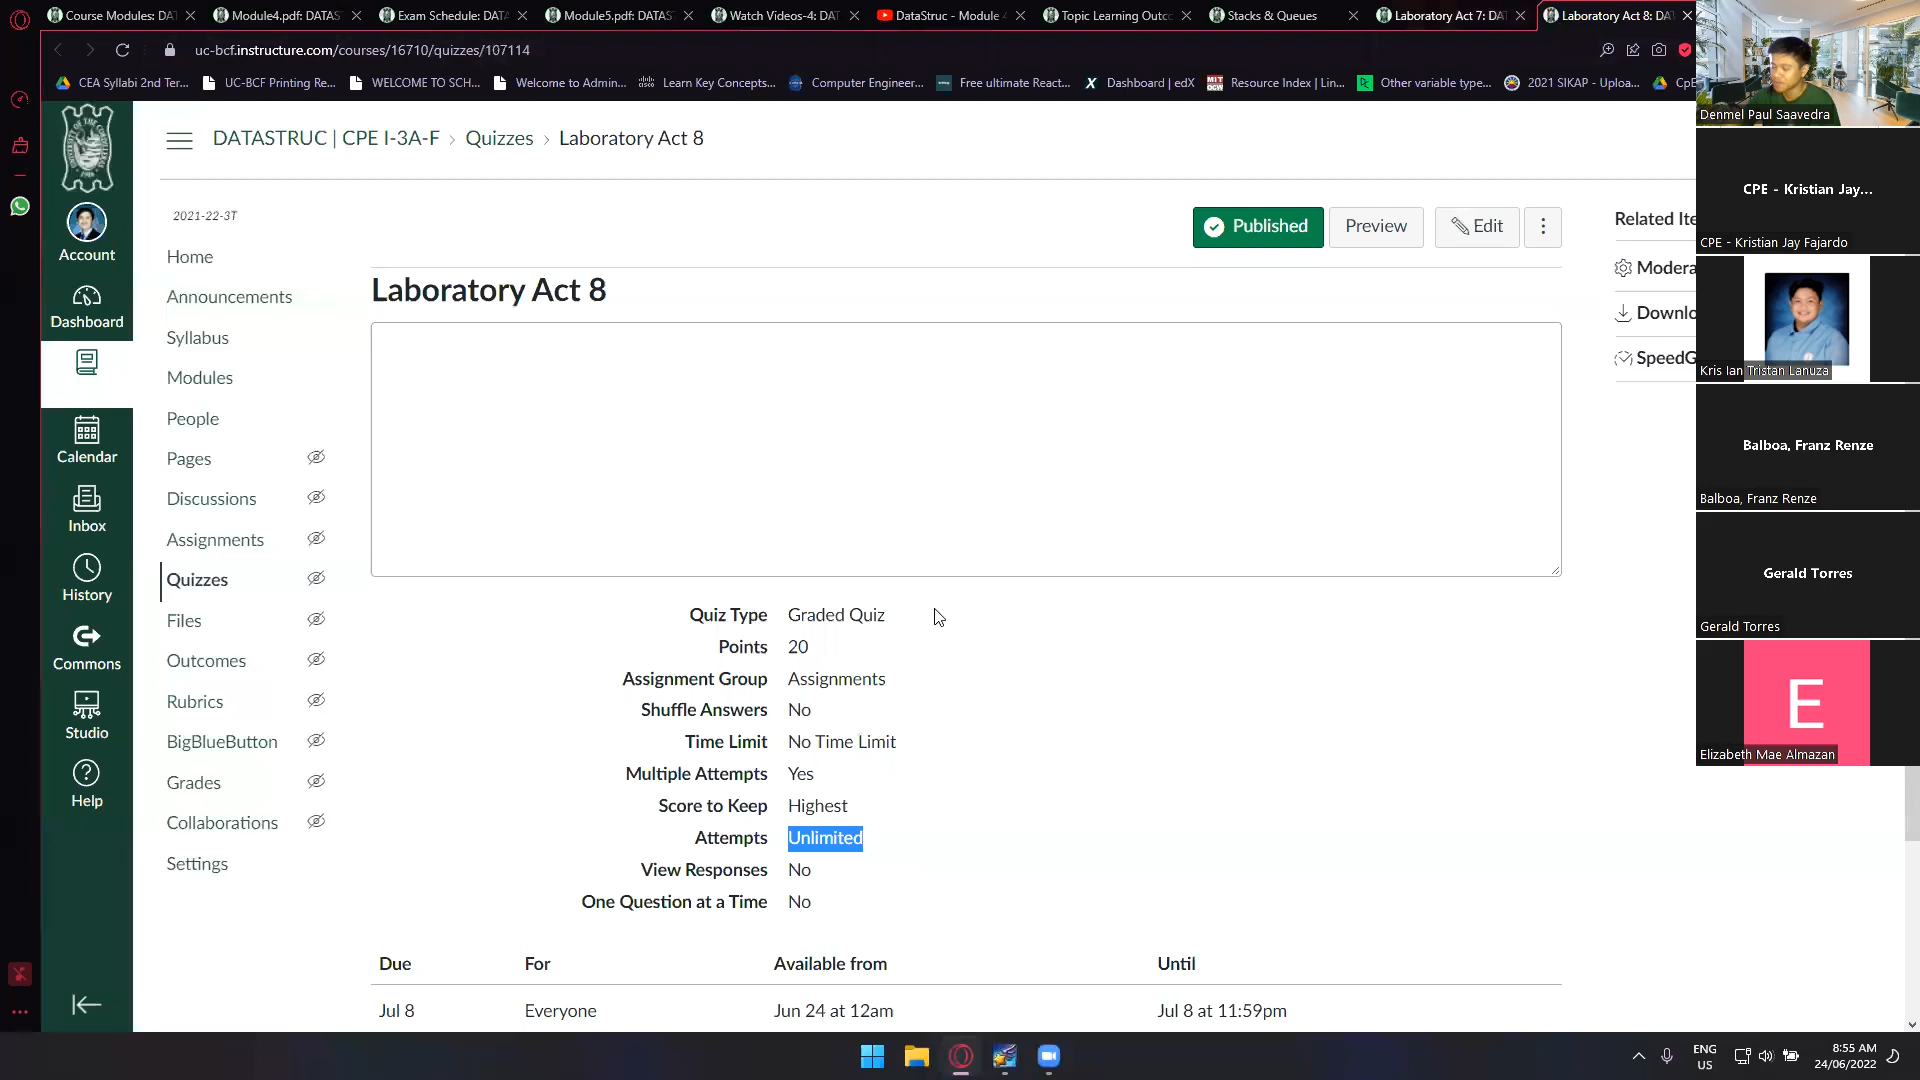 Course Modules: DAT
Module4.pdf: DATAS
Exam Schedule: DAT
Module5.pdf: DATAS
Watch Videos-4: DAT
DataStruc - Module 4
Topic Learning Outco
Stacks & Queues
Laboratory Act 7: DA
Laboratory Act 8: DA
uc-bcf.instructure.com/courses/16710/quizzes/107114
CEA Syllabi 2nd Ter...
UC-BCF Printing Re...
WELCOME TO SCH...
Welcome to Admin...
Learn Key Concepts...
Computer Engineer...
Free ultimate React...
Dashboard | edX
Resource Index | Lin...
Other variable type...
2021 SIKAP - Uploa...
CpE
DATASTRUC | CPE I-3A-F › Quizzes › Laboratory Act 8
2021-22-3T
Account
Dashboard
Calendar
Inbox
History
Commons
Studio
Help
Home
Announcements
Syllabus
Modules
People
Pages
Discussions
Assignments
Quizzes
Files
Outcomes
Rubrics
BigBlueButton
Grades
Collaborations
Settings
Published
Preview
Edit
Laboratory Act 8
Quiz Type Graded Quiz
Points 20
Assignment Group Assignments
Shuffle Answers No
Time Limit No Time Limit
Multiple Attempts Yes
Score to Keep Highest
Attempts Unlimited
View Responses No
One Question at a Time No
Due For Available from Until
Jul 8 Everyone Jun 24 at 12am Jul 8 at 11:59pm
Related Ite
Modera
Downlo
SpeedG
Denmel Paul Saavedra
CPE - Kristian Jay...
CPE - Kristian Jay Fajardo
Kris Ian Tristan Lanuza
Balboa, Franz Renze
Balboa, Franz Renze
Gerald Torres
Gerald Torres
E
Elizabeth Mae Almazan
ENG
US
8:55 AM
24/06/2022